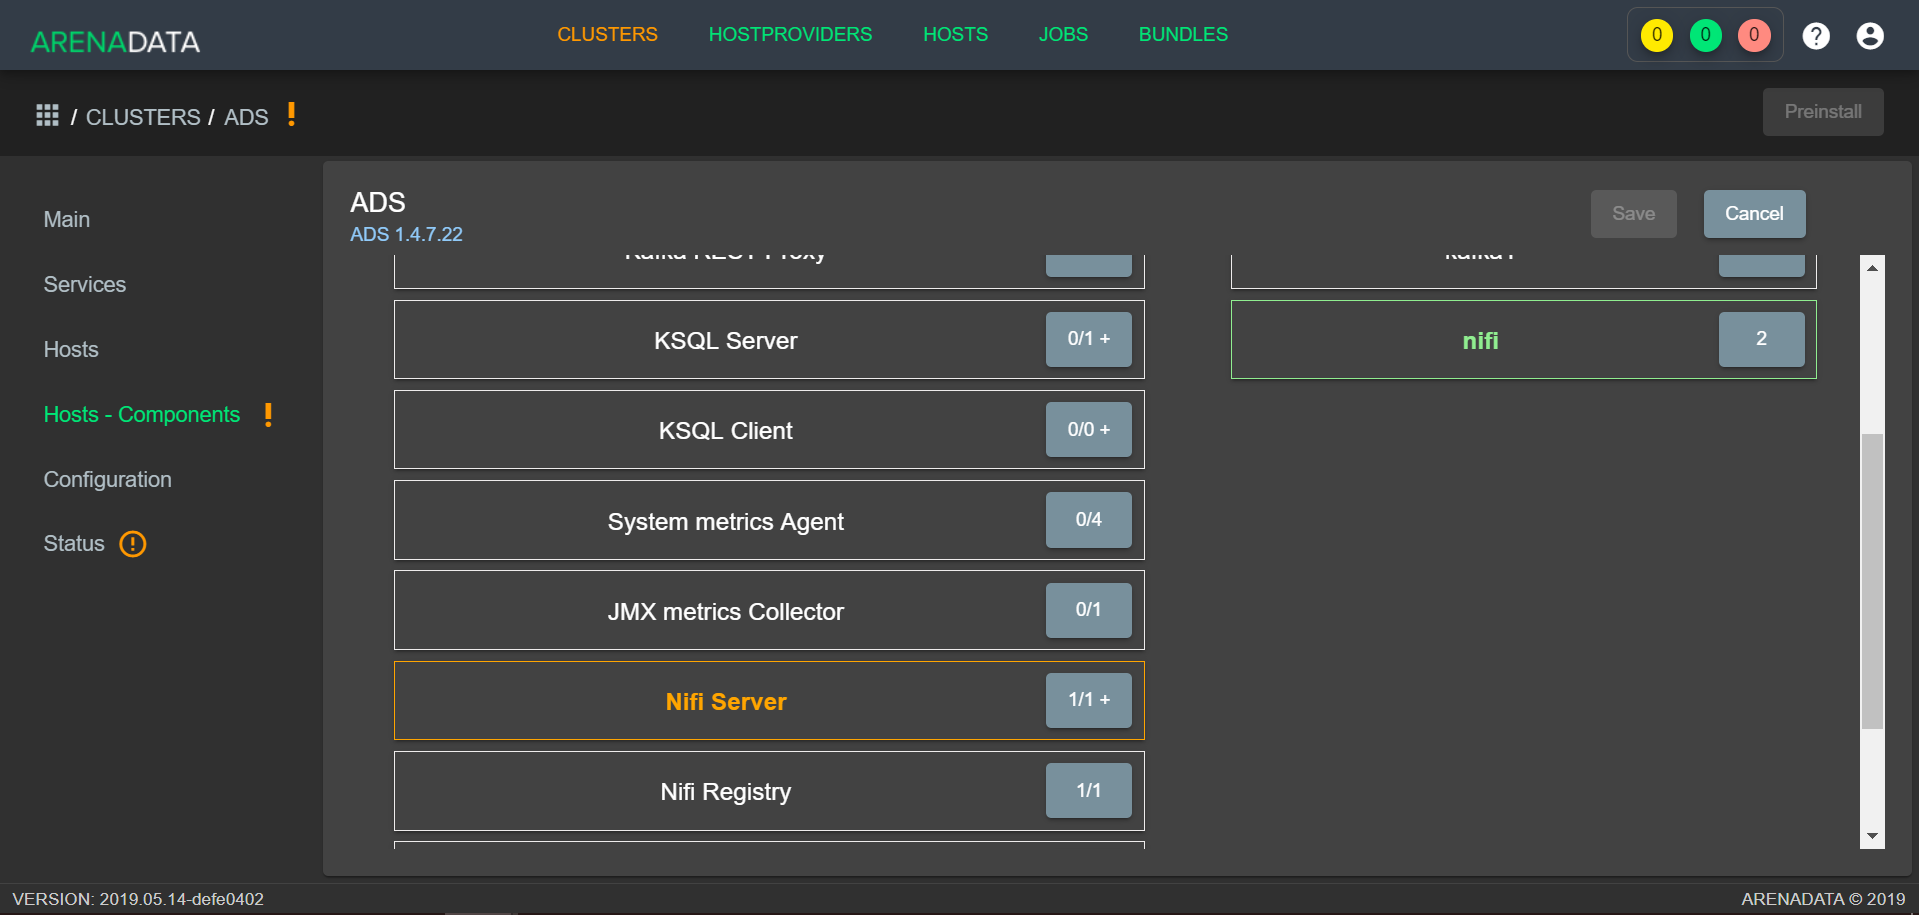 ARENADATA
CLUSTERS HOSTPROVIDERS HOSTS JOBS BUNDLES
0 0 0 ?
/ CLUSTERS / ADS !
Preinstall
Main
Services
Hosts
Hosts - Components !
Configuration
Status !
ADS
ADS 1.4.7.22
Save Cancel
Kafka REST Proxy
KSQL Server 0/1 +
nifi 2
KSQL Client 0/0 +
System metrics Agent 0/4
JMX metrics Collector 0/1
Nifi Server 1/1 +
Nifi Registry 1/1
VERSION: 2019.05.14-defe0402
ARENADATA © 2019